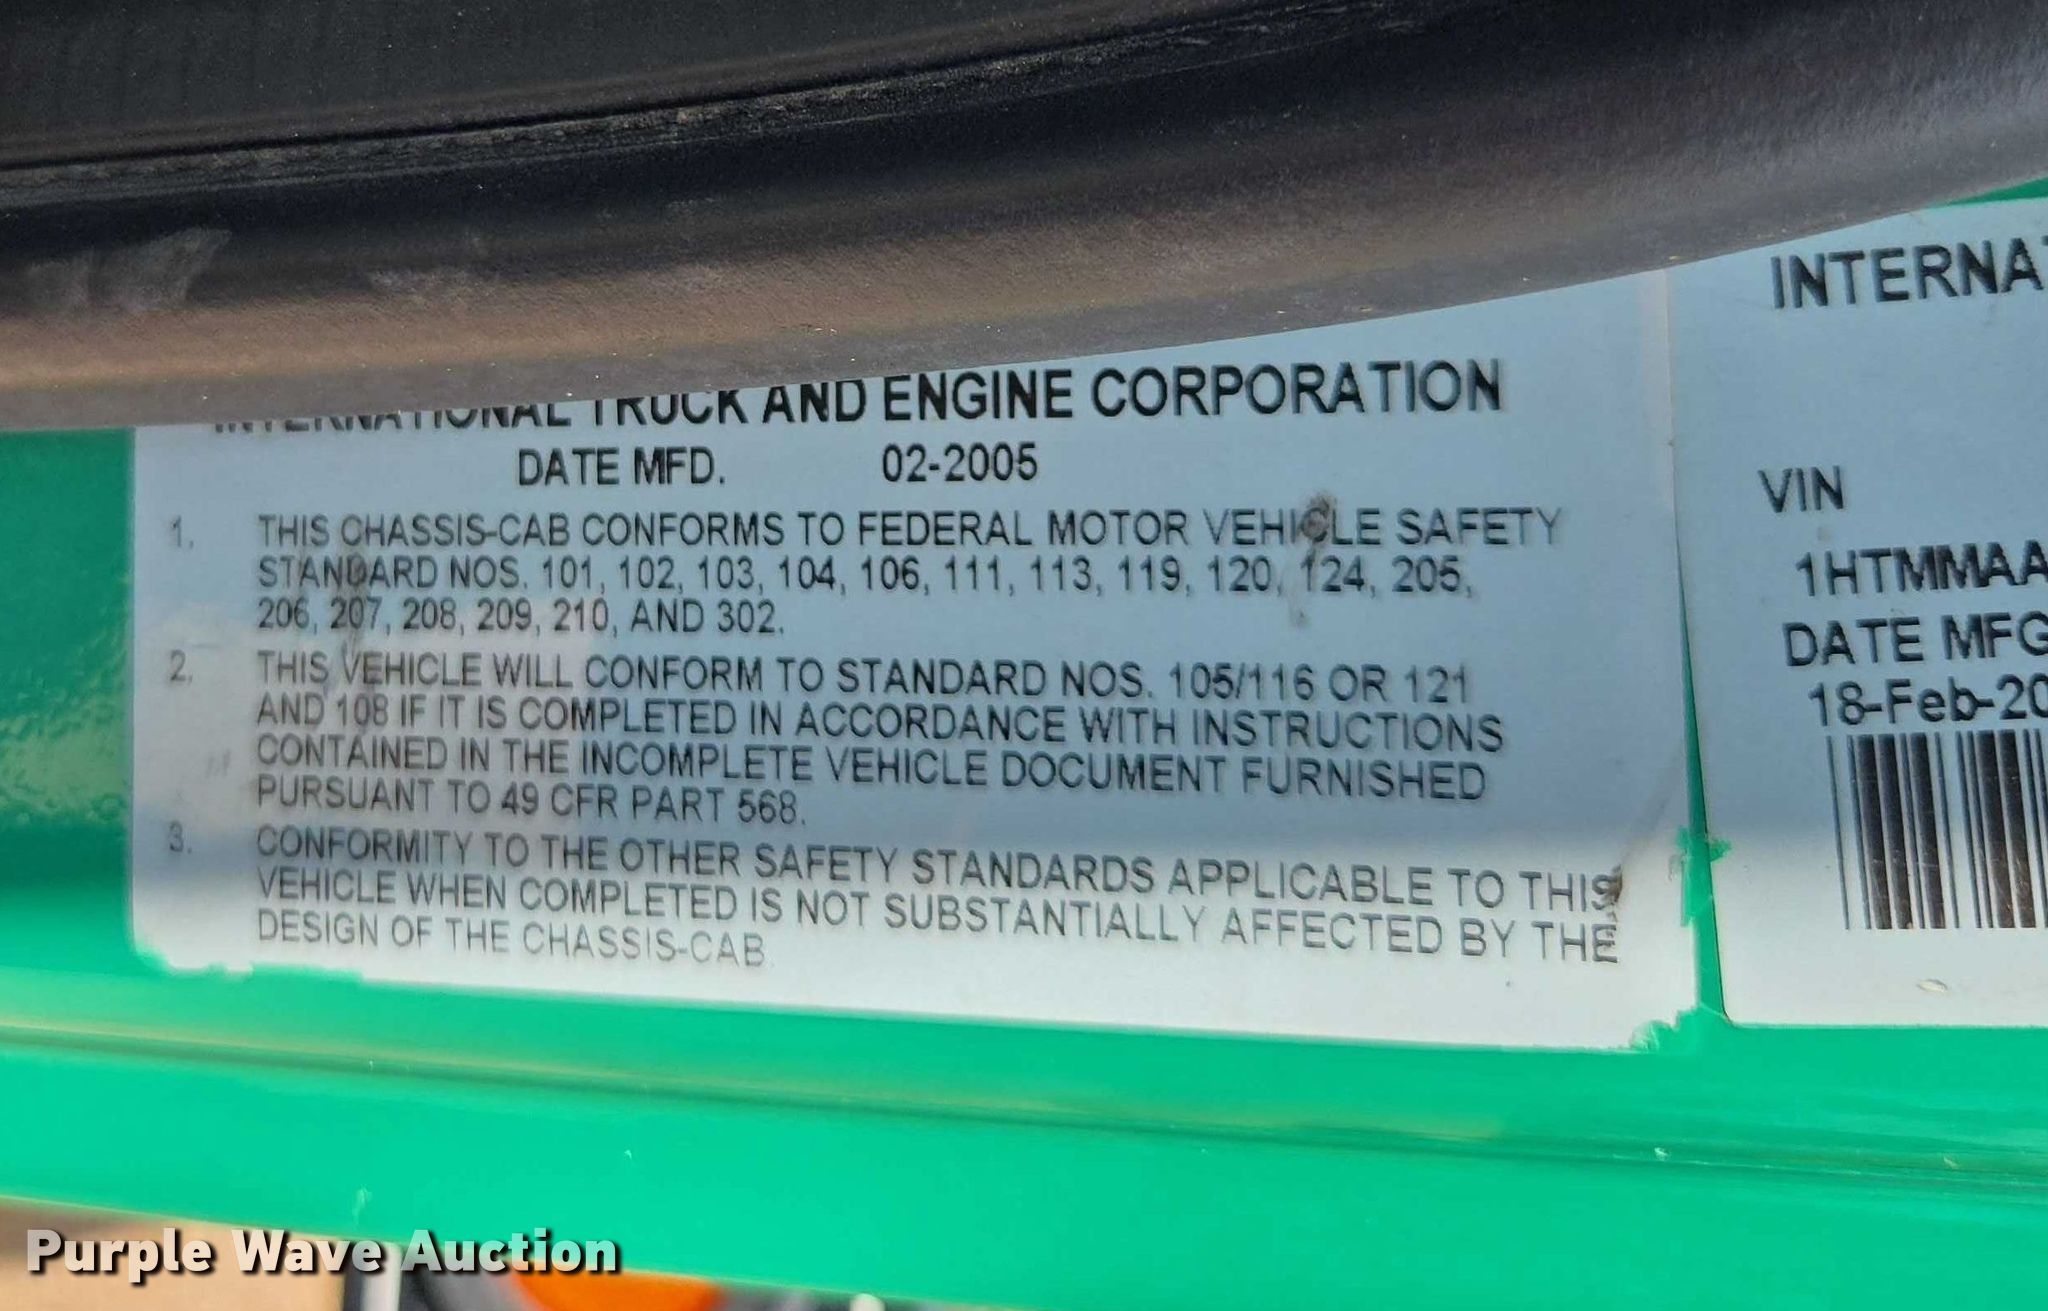 INTERNATIONAL TRUCK AND ENGINE CORPORATION
DATE MFD. 02-2005
1. THIS CHASSIS-CAB CONFORMS TO FEDERAL MOTOR VEHICLE SAFETY
STANDARD NOS. 101, 102, 103, 104, 106, 111, 113, 119, 120, 124, 205,
206, 207, 208, 209, 210, AND 302.
2. THIS VEHICLE WILL CONFORM TO STANDARD NOS. 105/116 OR 121
AND 108 IF IT IS COMPLETED IN ACCORDANCE WITH INSTRUCTIONS
CONTAINED IN THE INCOMPLETE VEHICLE DOCUMENT FURNISHED
PURSUANT TO 49 CFR PART 568.
3. CONFORMITY TO THE OTHER SAFETY STANDARDS APPLICABLE TO THIS
VEHICLE WHEN COMPLETED IS NOT SUBSTANTIALLY AFFECTED BY THE
DESIGN OF THE CHASSIS-CAB
INTERNA
VIN
1HTMMAA
DATE MFG
18-Feb-20
Purple Wave Auction